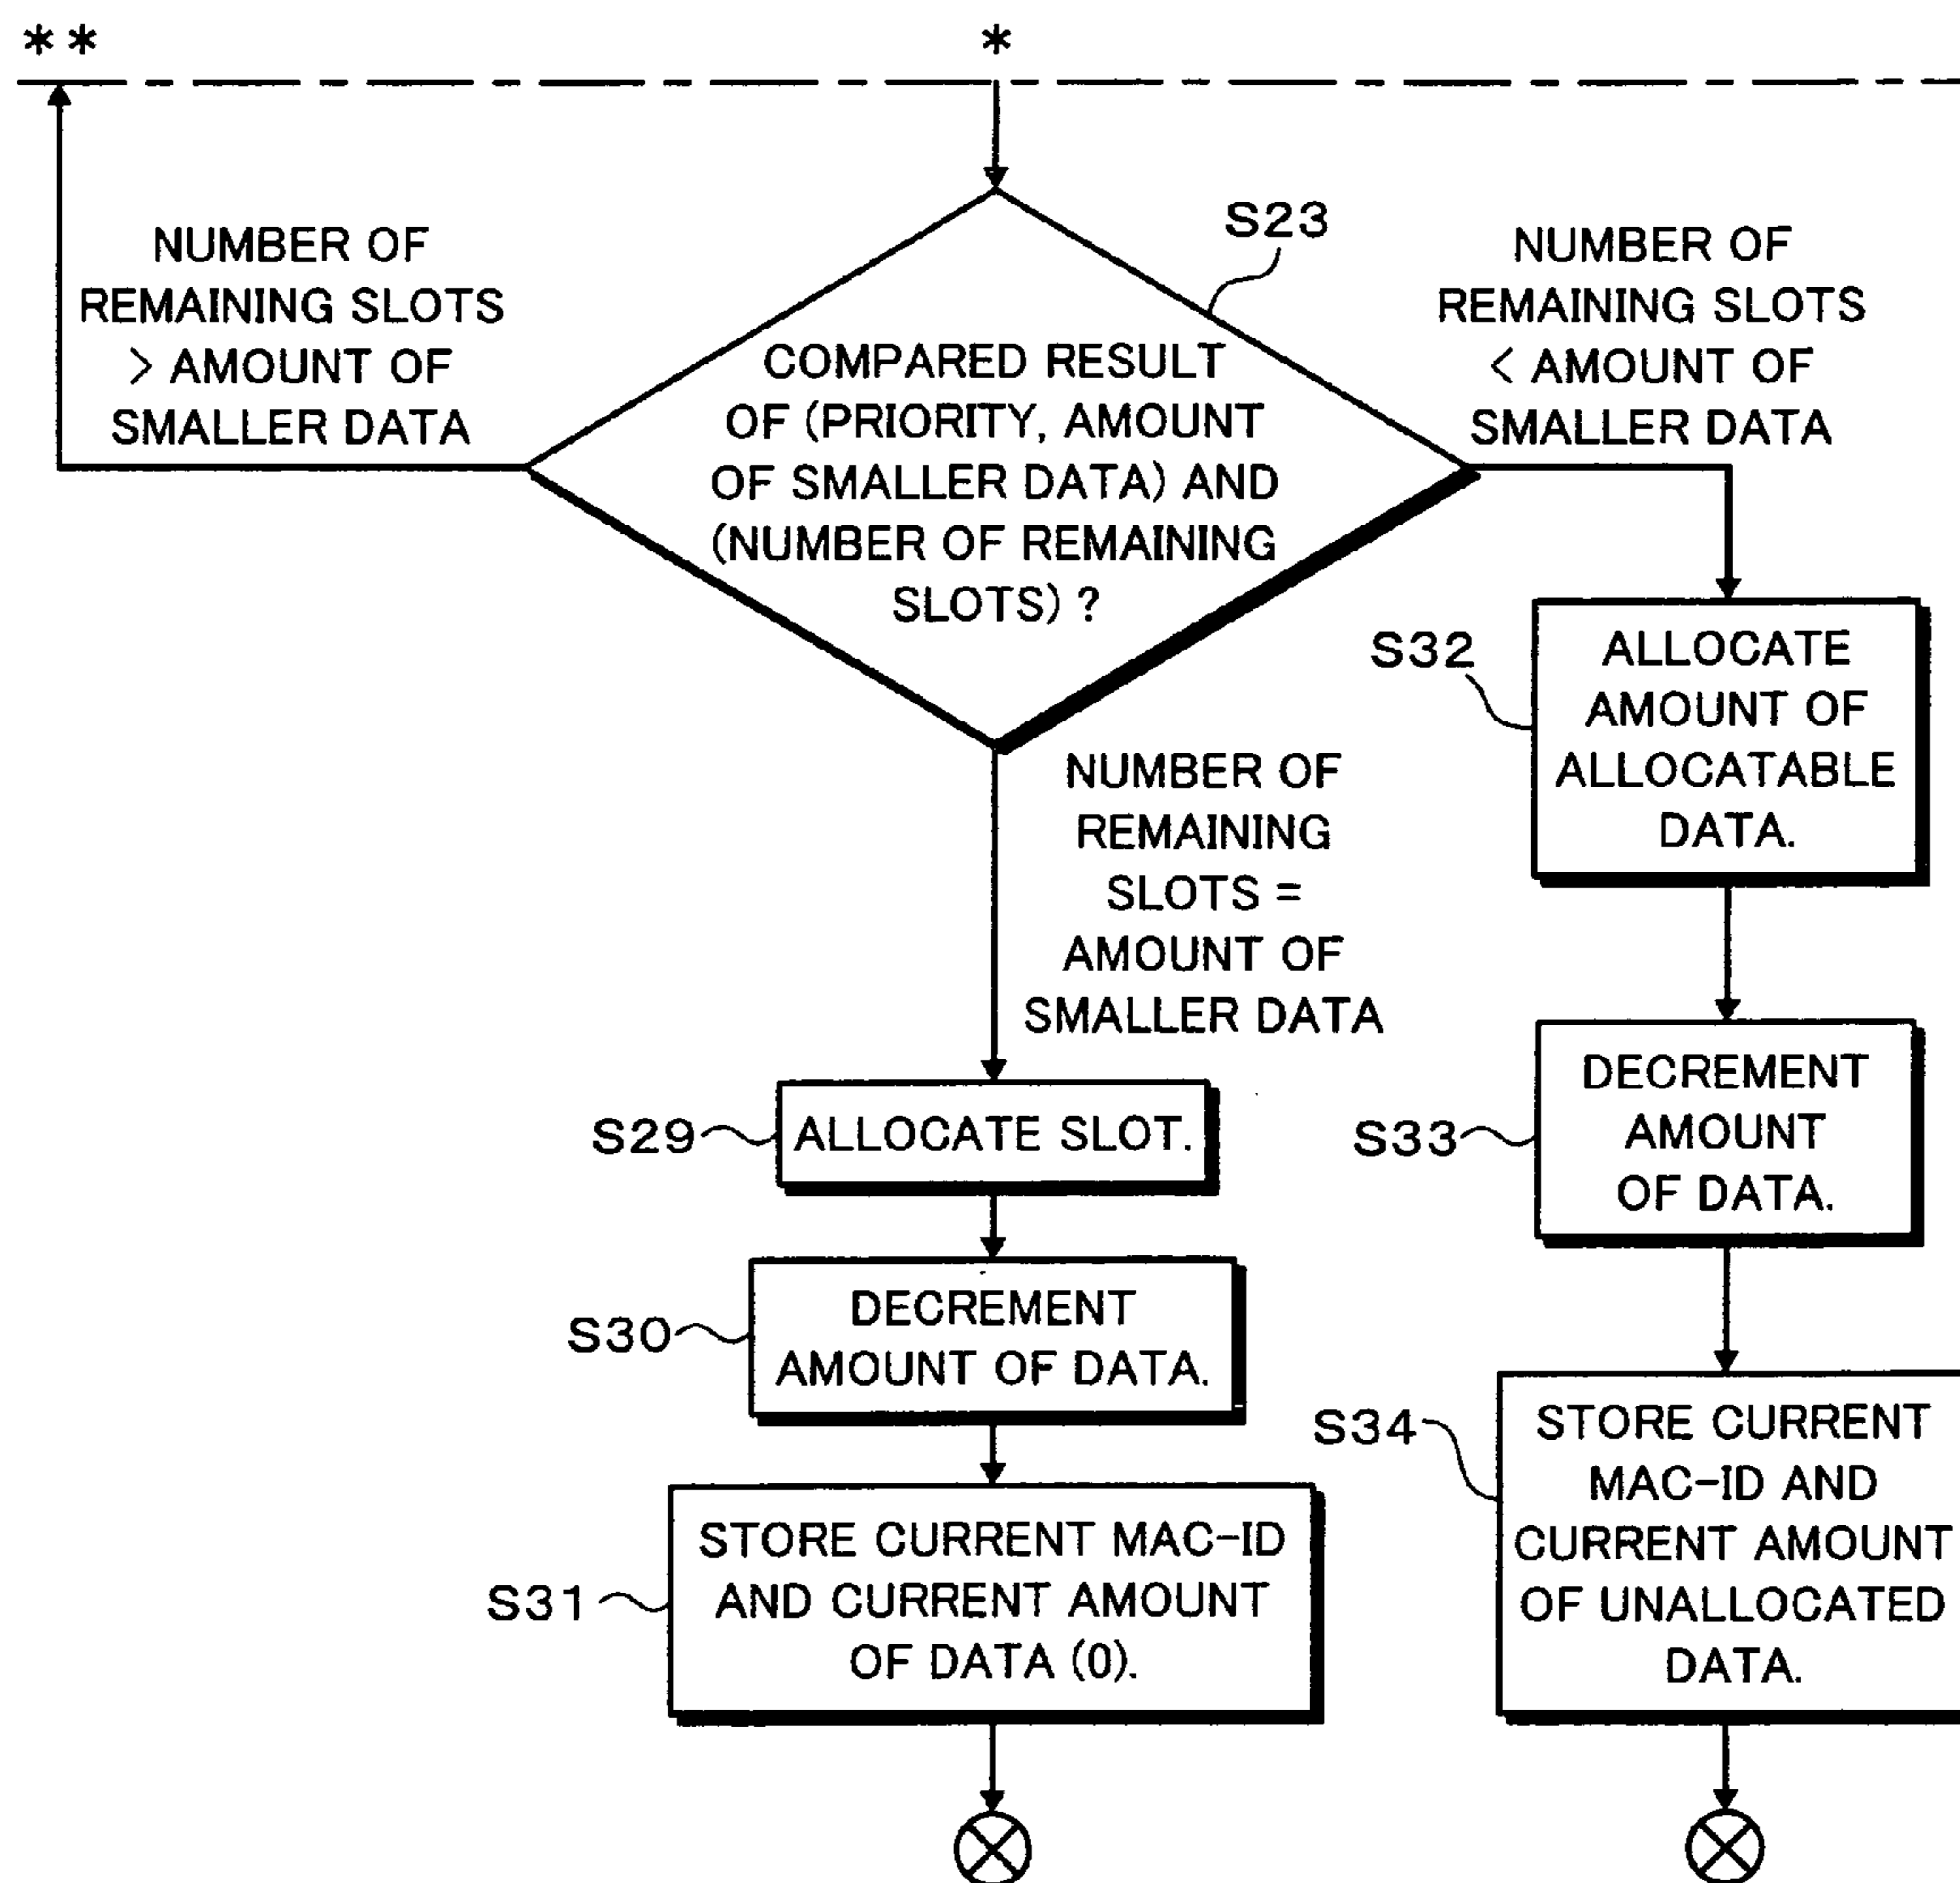 **
*
NUMBER OF
REMAINING SLOTS
> AMOUNT OF
SMALLER DATA
S23
NUMBER OF
REMAINING SLOTS
< AMOUNT OF
SMALLER DATA
COMPARED RESULT
OF (PRIORITY, AMOUNT
OF SMALLER DATA) AND
(NUMBER OF REMAINING
SLOTS) ?
S32
ALLOCATE
AMOUNT OF
ALLOCATABLE
DATA.
NUMBER OF
REMAINING
SLOTS =
AMOUNT OF
SMALLER DATA
S29
ALLOCATE SLOT.
S33
DECREMENT
AMOUNT
OF DATA.
S30
DECREMENT
AMOUNT OF DATA.
S34
STORE CURRENT
MAC-ID AND
CURRENT AMOUNT
OF UNALLOCATED
DATA.
S31
STORE CURRENT MAC-ID
AND CURRENT AMOUNT
OF DATA (0).